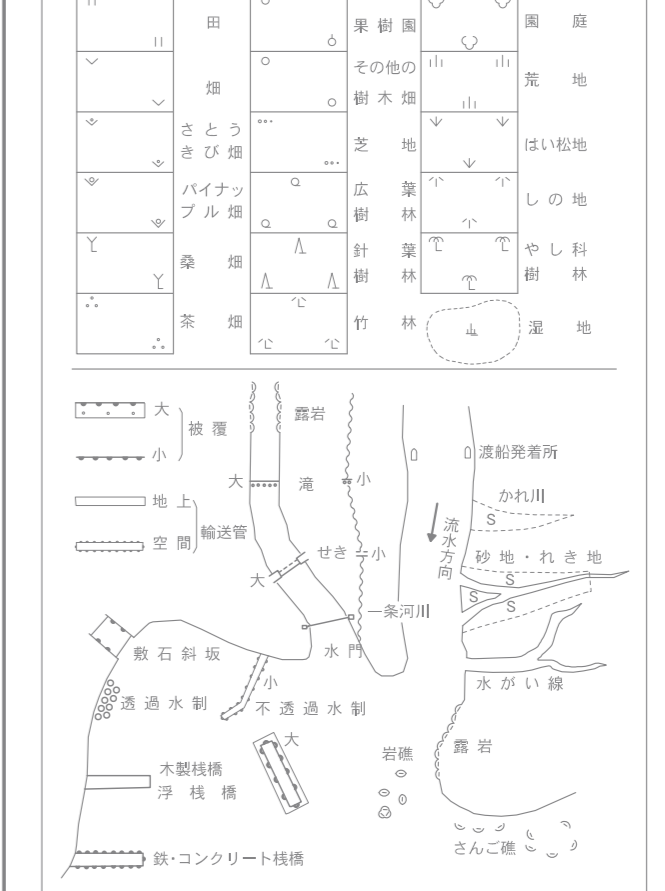 田
畑
さとう
きび畑
パイナッ
プル畑
桑畑
茶畑
果樹園
その他の
樹木畑
芝地
広葉
樹林
針葉
樹林
竹林
園庭
荒地
はい松地
しの地
やし科
樹林
湿地
大
小
被覆
地上
空間
輸送管
露岩
大
滝
小
せき
小
大
一条河川
水門
渡船発着所
かれ川
S
流水方向
砂地・れき地
S
S
S
水がい線
敷石斜坂
透過水制
小
不透過水制
大
木製桟橋
浮桟橋
岩礁
露岩
さんご礁
鉄・コンクリート桟橋